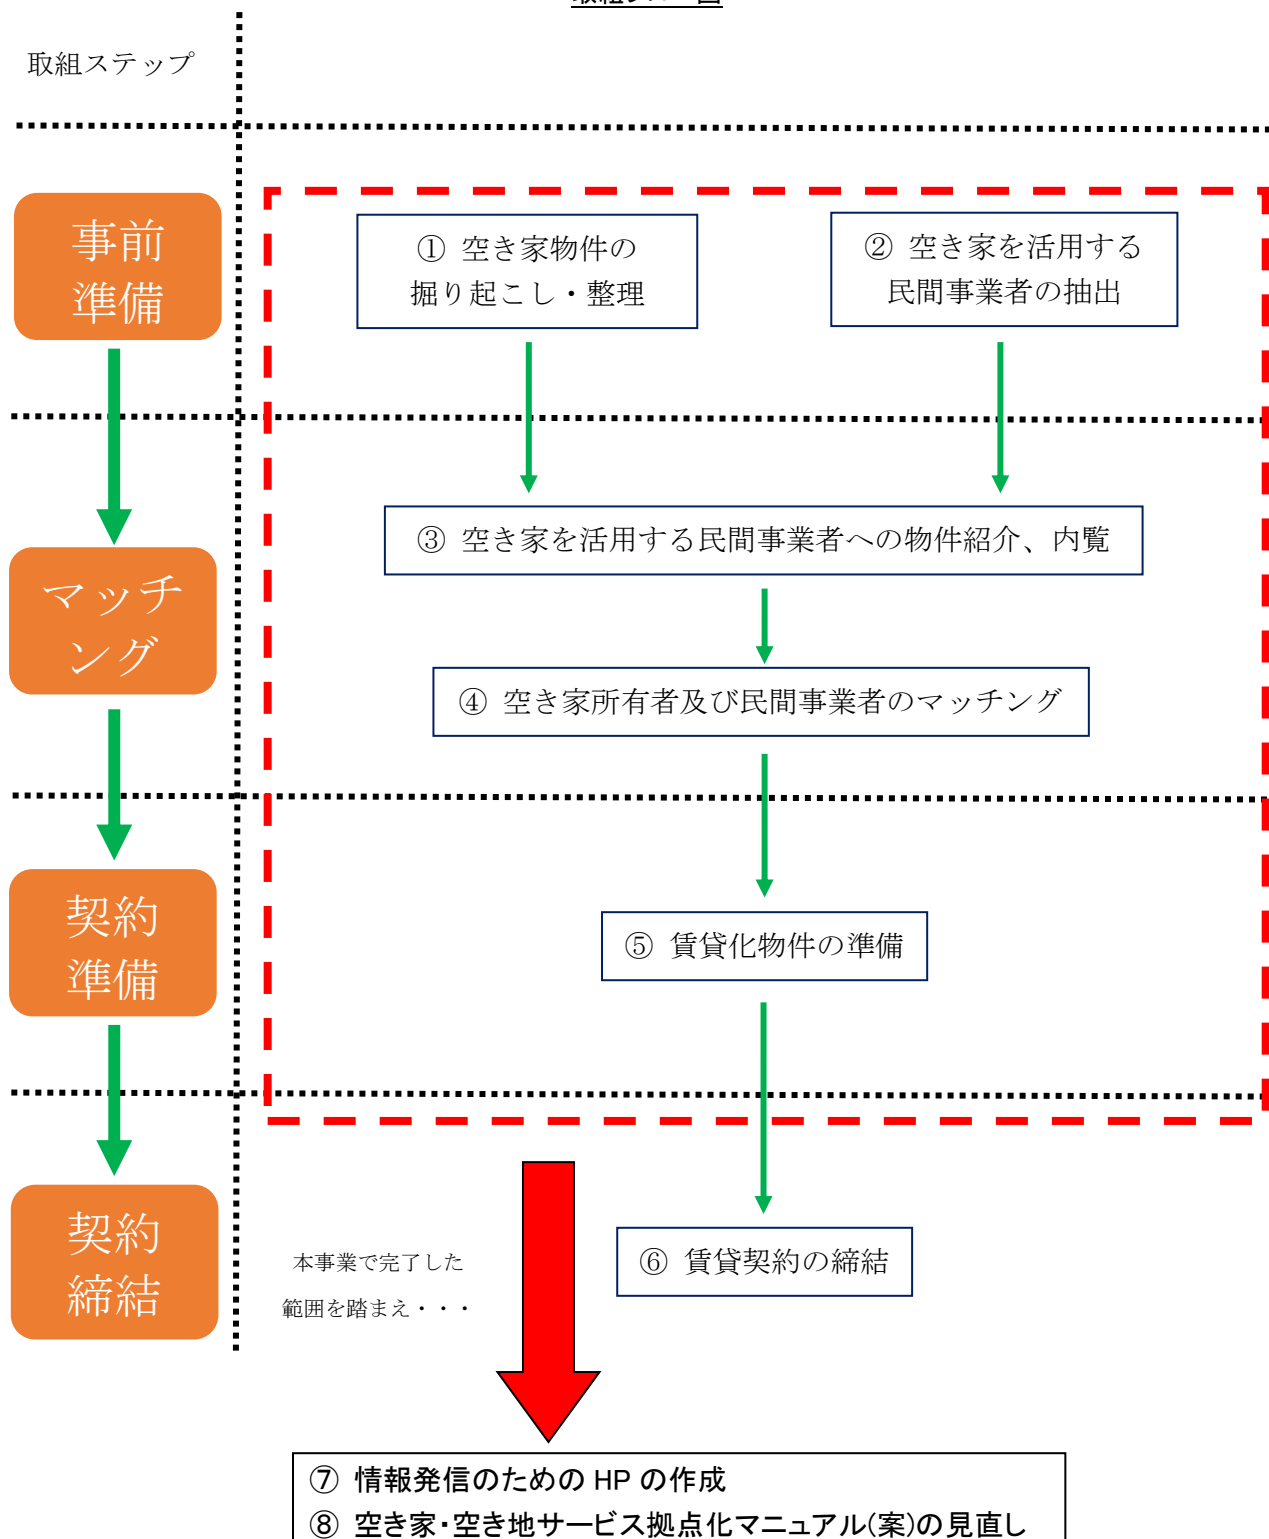 取組ステップ
事前
準備
① 空き家物件の
掘り起こし・整理
② 空き家を活用する
民間事業者の抽出
マッチ
ング
③ 空き家を活用する民間事業者への物件紹介、内覧
④ 空き家所有者及び民間事業者のマッチング
契約
準備
⑤ 賃貸化物件の準備
契約
締結
本事業で完了した
範囲を踏まえ・・・
⑥ 賃貸契約の締結
⑦ 情報発信のための HP の作成
⑧ 空き家・空き地サービス拠点化マニュアル(案)の見直し